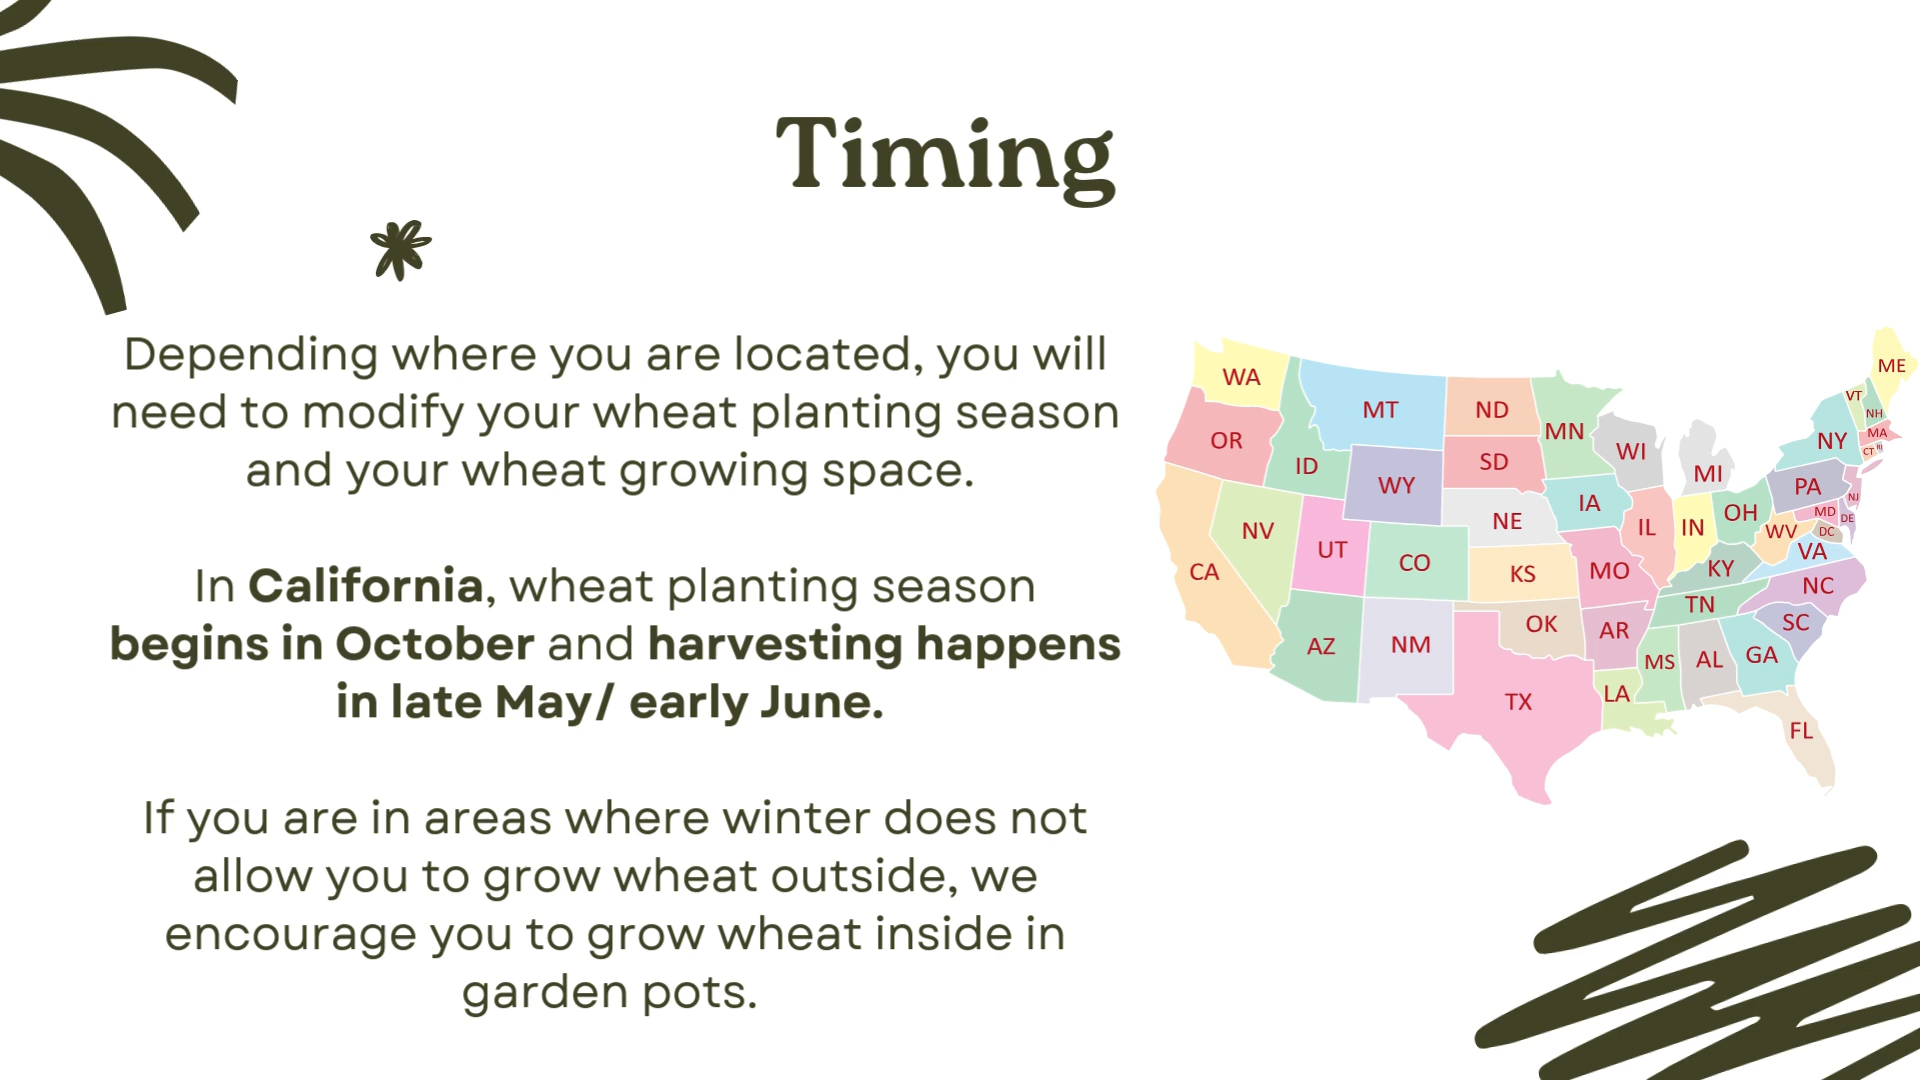 Timing
Depending where you are located, you will
need to modify your wheat planting season
and your wheat growing space.
In California, wheat planting season
begins in October and harvesting happens
in late May/ early June.
If you are in areas where winter does not
allow you to grow wheat outside, we
encourage you to grow wheat inside in
garden pots.
WA
OR
CA
NV
ID
MT
WY
UT
AZ
CO
NM
ND
SD
NE
KS
OK
TX
MN
IA
MO
AR
LA
WI
IL
MS
MI
IN
KY
TN
AL
OH
WV
GA
FL
SC
NC
VA
DC
MD
DE
PA
NJ
NY
CT
RI
MA
VT
NH
ME